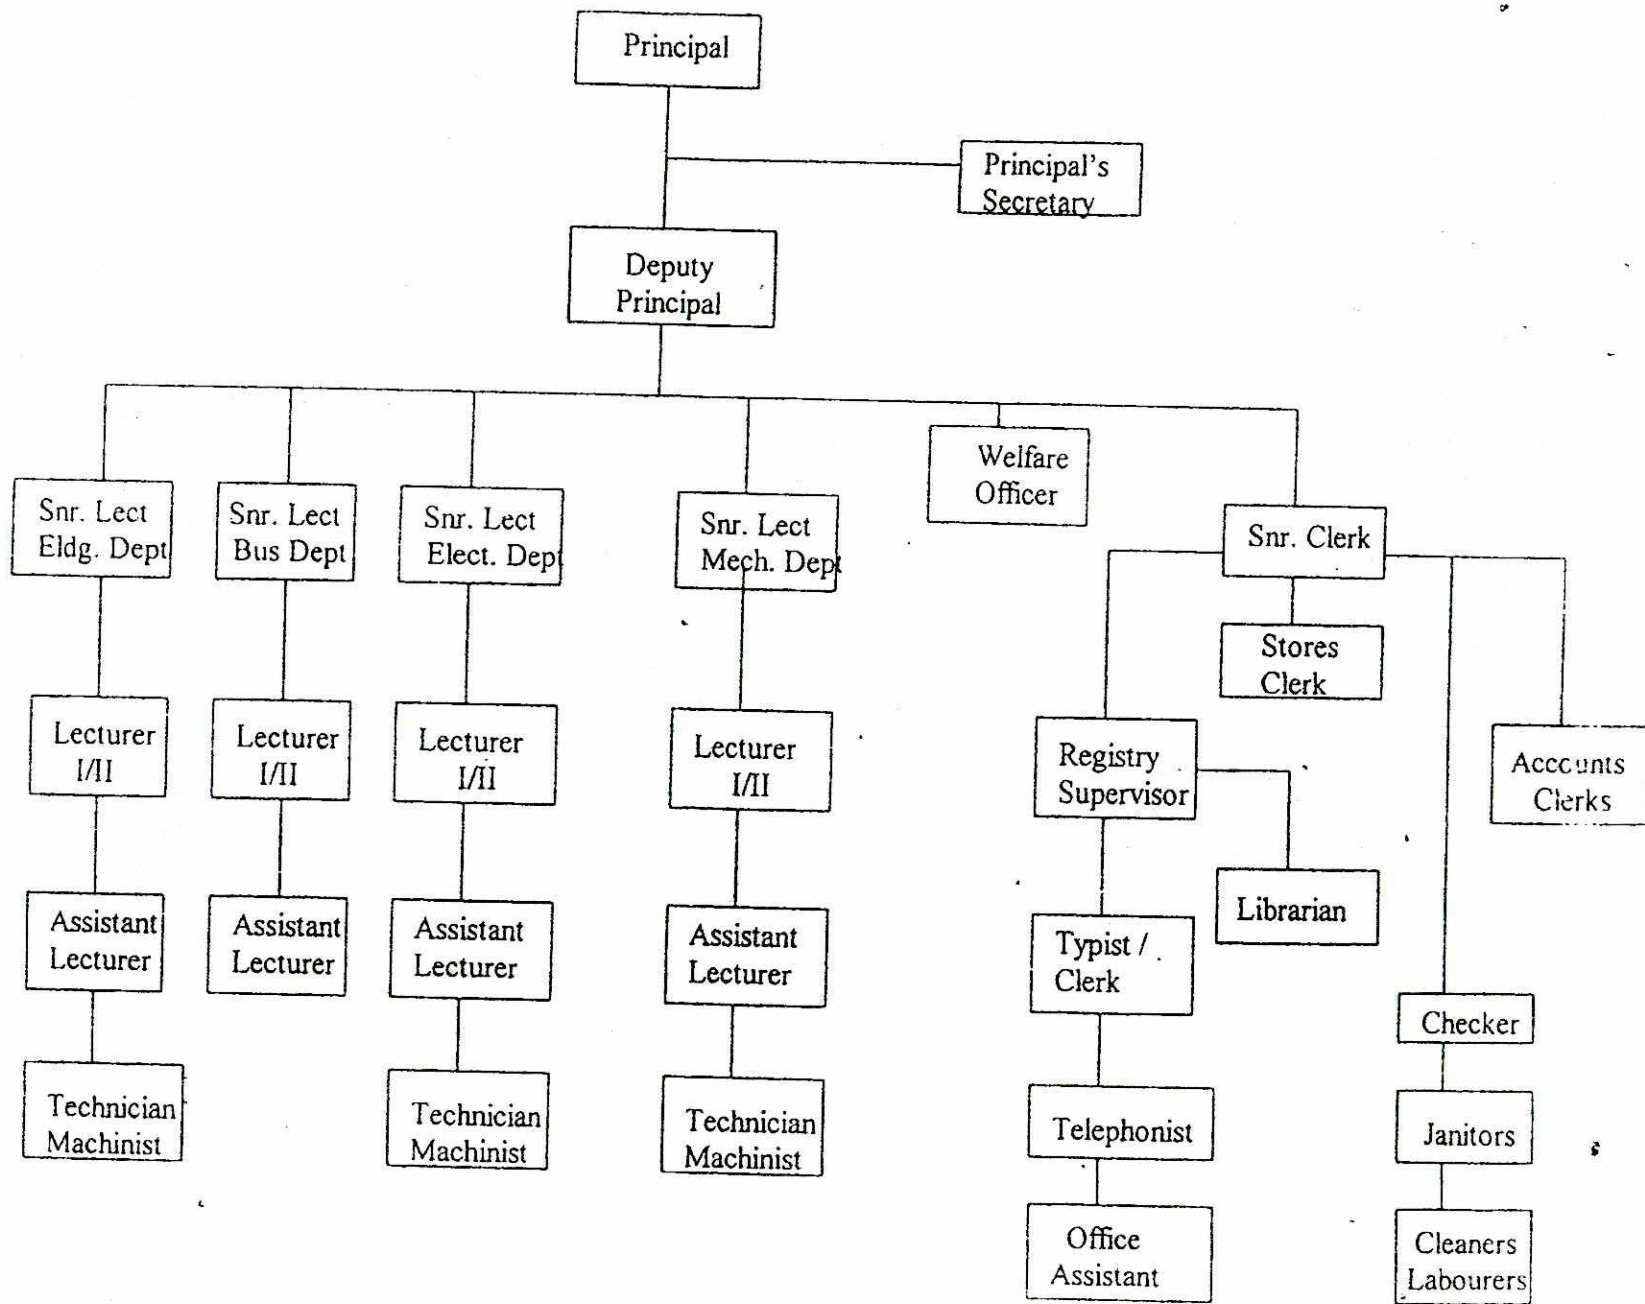 Principal
Principal's
Secretary
Deputy
Principal
Welfare
Officer
Snr. Lect
Eldg. Dept
Snr. Lect
Bus Dept
Snr. Lect
Elect. Dept
Snr. Lect
Mech. Dept
Snr. Clerk
Stores
Clerk
Lecturer
I/II
Lecturer
I/II
Lecturer
I/II
Lecturer
I/II
Registry
Supervisor
Accounts
Clerks
Librarian
Assistant
Lecturer
Assistant
Lecturer
Assistant
Lecturer
Assistant
Lecturer
Typist /
Clerk
Checker
Technician
Machinist
Technician
Machinist
Technician
Machinist
Telephonist
Janitors
Office
Assistant
Cleaners
Labourers